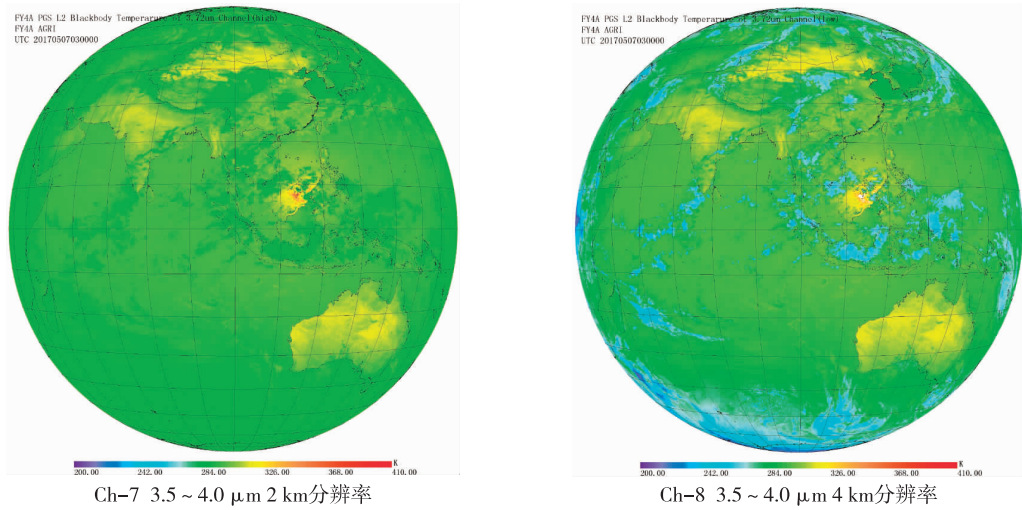 FY4A PGS L2 Blackbody Temperarure of 3.72um Channel(high)
FY4A AGRI
UTC 20170507030000
K
200.00 242.00 284.00 326.00 368.00 410.00
Ch-7 3.5~4.0 μm 2 km分辨率
FY4A PGS L2 Blackbody Temperarure of 3.72um Channel(low)
FY4A AGRI
UTC 20170507030000
K
200.00 242.00 284.00 326.00 368.00 410.00
Ch-8 3.5~4.0 μm 4 km分辨率